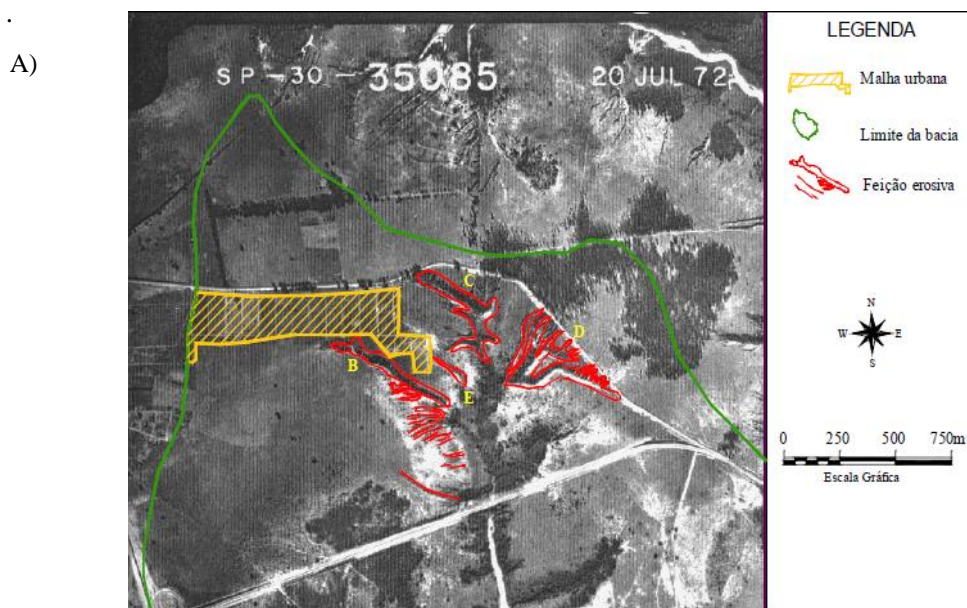 .
A)
SP-30-35085 20 JUL 72
B
C
D
E
LEGENDA
Malha urbana
Limite da bacia
Feição erosiva
N
W E
S
0 250 500 750m
Escala Gráfica